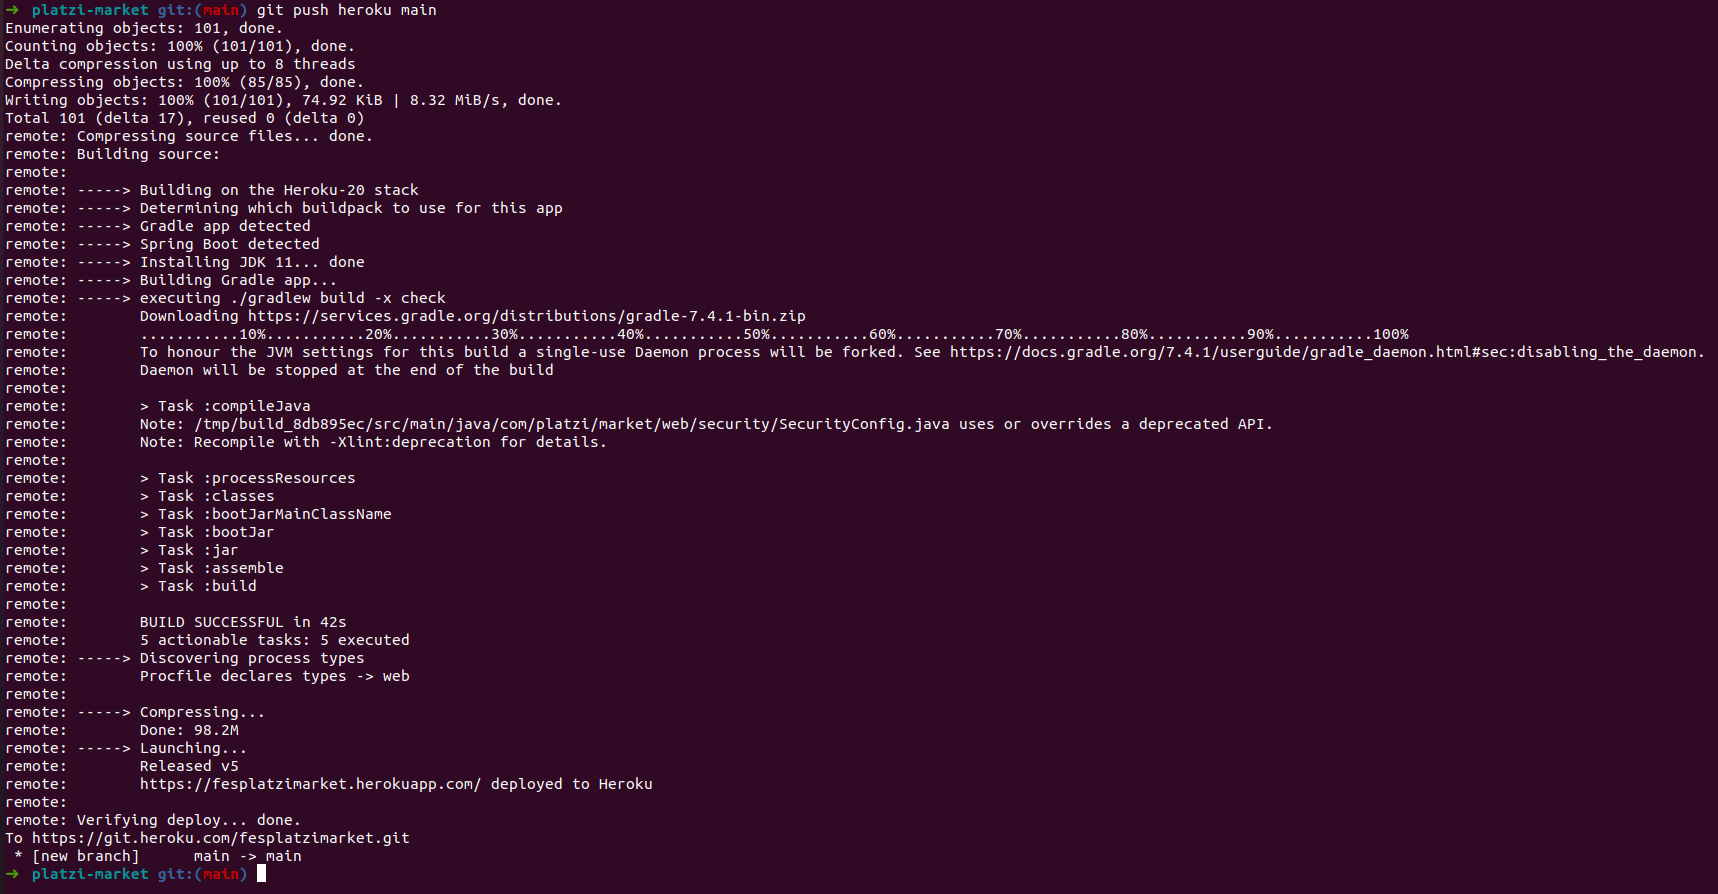 → platzi-market git:(main) git push heroku main
Enumerating objects: 101, done.
Counting objects: 100% (101/101), done.
Delta compression using up to 8 threads
Compressing objects: 100% (85/85), done.
Writing objects: 100% (101/101), 74.92 KiB | 8.32 MiB/s, done.
Total 101 (delta 17), reused 0 (delta 0)
remote: Compressing source files... done.
remote: Building source:
remote:
remote: -----> Building on the Heroku-20 stack
remote: -----> Determining which buildpack to use for this app
remote: -----> Gradle app detected
remote: -----> Spring Boot detected
remote: -----> Installing JDK 11... done
remote: -----> Building Gradle app...
remote: -----> executing ./gradlew build -x check
remote:        Downloading https://services.gradle.org/distributions/gradle-7.4.1-bin.zip
remote:        ...........10%...........20%...........30%...........40%...........50%...........60%...........70%...........80%...........90%...........100%
remote:        To honour the JVM settings for this build a single-use Daemon process will be forked. See https://docs.gradle.org/7.4.1/userguide/gradle_daemon.html#sec:disabling_the_daemon.
remote:        Daemon will be stopped at the end of the build
remote:
remote:        > Task :compileJava
remote:        Note: /tmp/build_8db895ec/src/main/java/com/platzi/market/web/security/SecurityConfig.java uses or overrides a deprecated API.
remote:        Note: Recompile with -Xlint:deprecation for details.
remote:
remote:        > Task :processResources
remote:        > Task :classes
remote:        > Task :bootJarMainClassName
remote:        > Task :bootJar
remote:        > Task :jar
remote:        > Task :assemble
remote:        > Task :build
remote:
remote:        BUILD SUCCESSFUL in 42s
remote:        5 actionable tasks: 5 executed
remote: -----> Discovering process types
remote:        Procfile declares types -> web
remote:
remote: -----> Compressing...
remote:        Done: 98.2M
remote: -----> Launching...
remote:        Released v5
remote:        https://fesplatzimarket.herokuapp.com/ deployed to Heroku
remote:
remote: Verifying deploy... done.
To https://git.heroku.com/fesplatzimarket.git
 * [new branch]      main -> main
→ platzi-market git:(main)